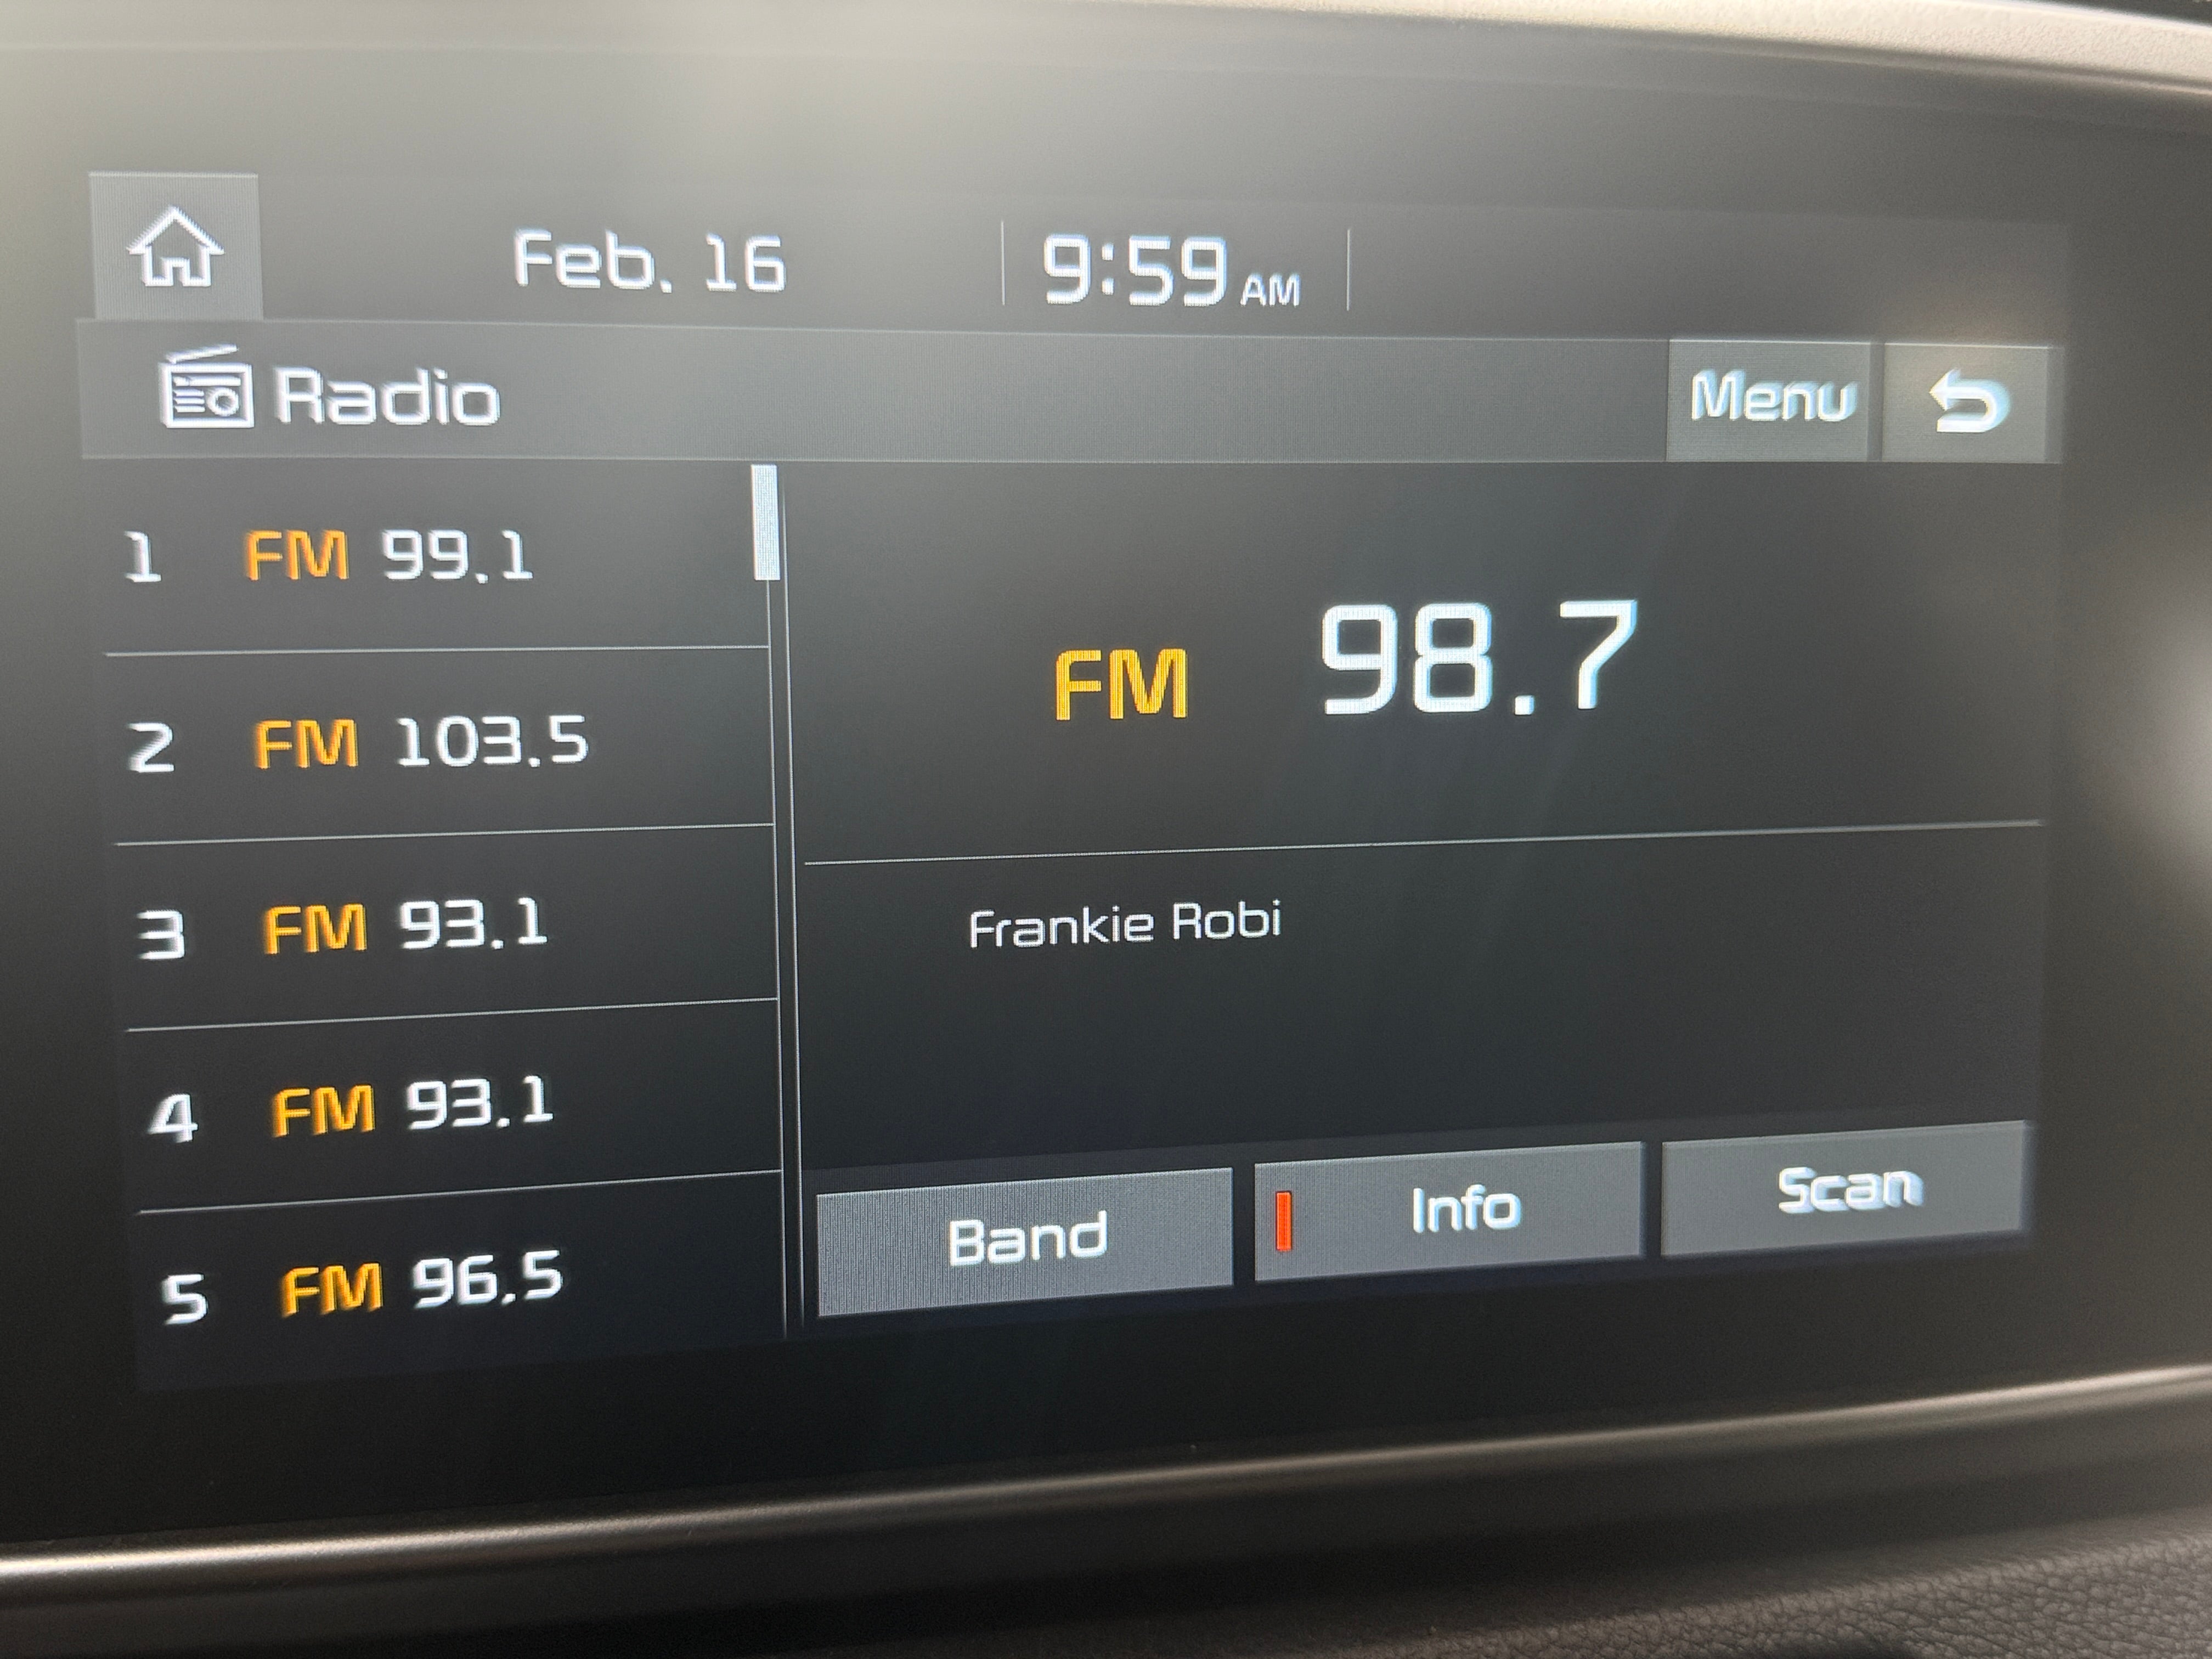 Feb. 16 9:59 AM
Radio Menu
1 FM 99.1
2 FM 103.5
3 FM 93.1
4 FM 93.1
5 FM 96.5
FM 98.7
Frankie Robi
Band Info Scan